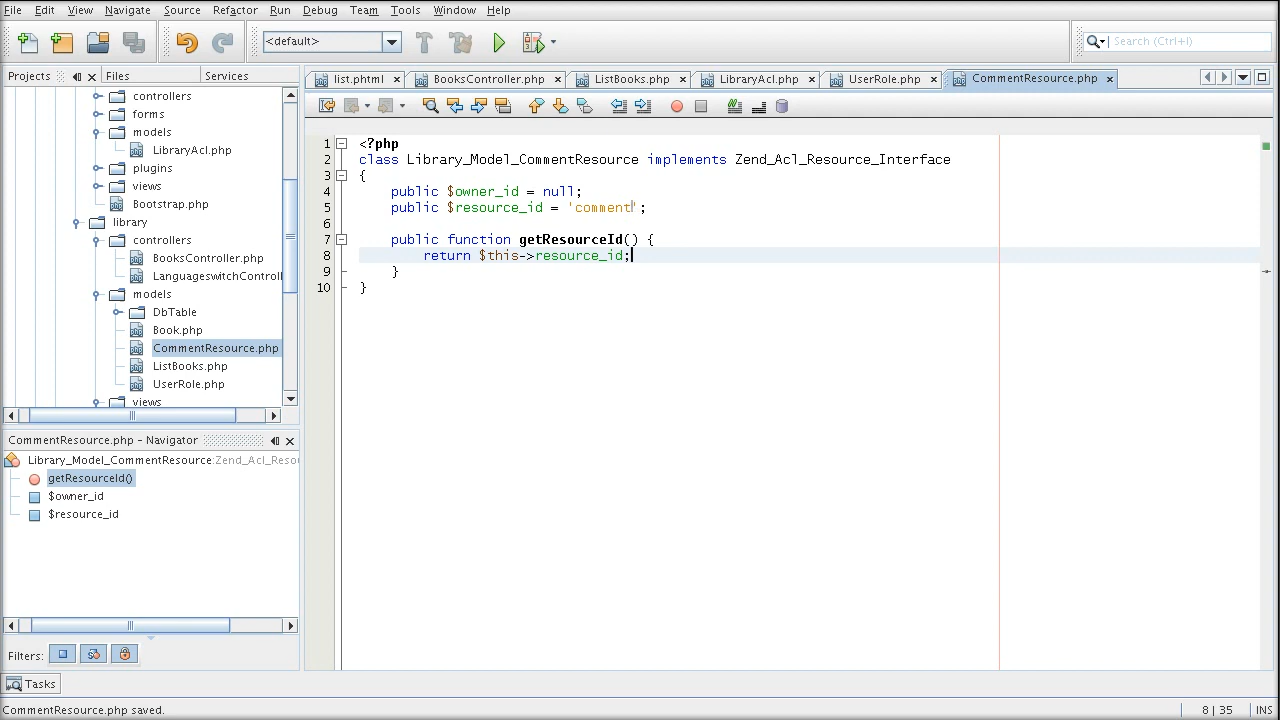 File Edit View Navigate Source Refactor Run Debug Team Tools Window Help
<default>
Search (Ctrl+I)
Projects Files Services
list.phtml BooksController.php ListBooks.php LibraryAcl.php UserRole.php CommentResource.php
controllers
forms
models
LibraryAcl.php
plugins
views
Bootstrap.php
library
controllers
BooksController.php
LanguageswitchControll
models
DbTable
Book.php
CommentResource.php
ListBooks.php
UserRole.php
views
1 <?php
2 class Library_Model_CommentResource implements Zend_Acl_Resource_Interface
3 {
4 public $owner_id = null;
5 public $resource_id = 'comment';
6
7 public function getResourceId() {
8 return $this->resource_id;
9 }
10 }
CommentResource.php - Navigator
Library_Model_CommentResource:Zend_Acl_Reso
getResourceId()
$owner_id
$resource_id
Filters:
Tasks
CommentResource.php saved.
8 | 35 INS